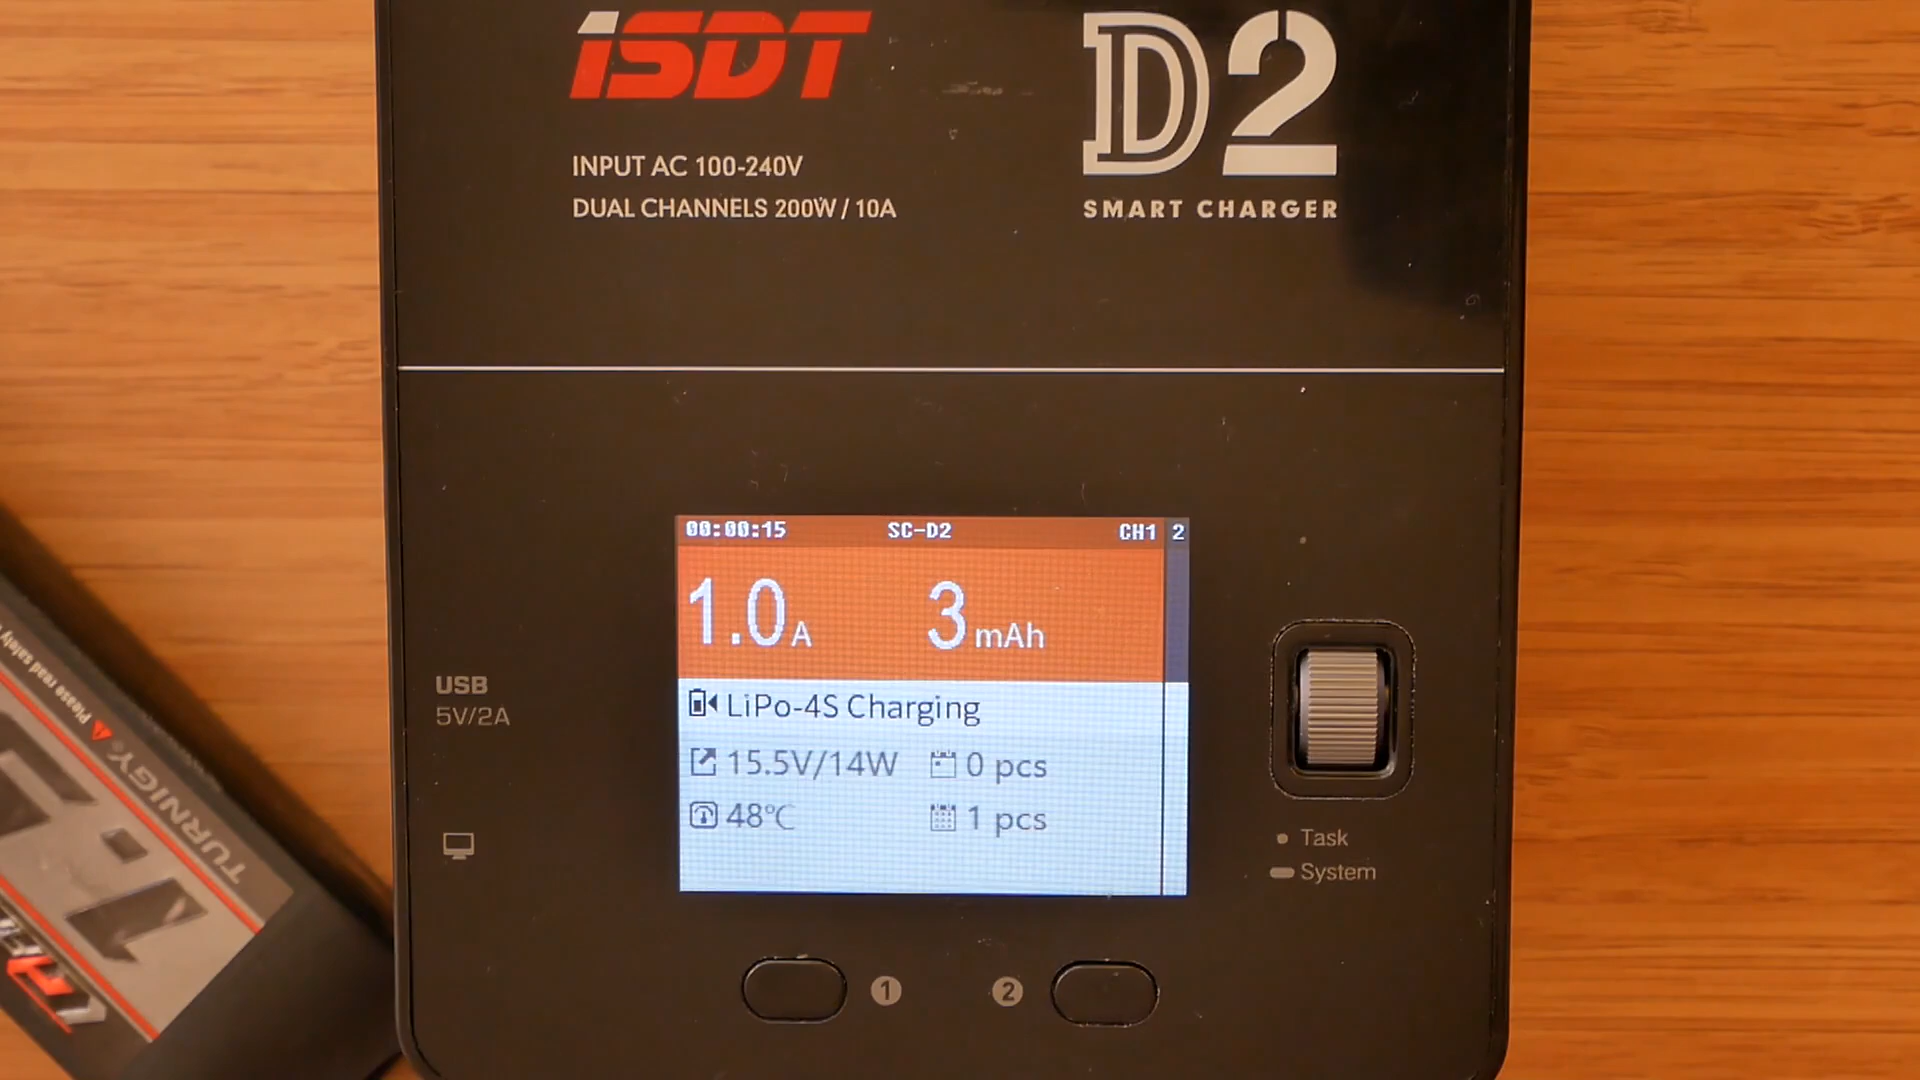 iSDT
D2
INPUT AC 100-240V
DUAL CHANNELS 200W / 10A
SMART CHARGER
00:00:15 SC-D2 CH1 2
1.0A 3mAh
LiPo-4S Charging
15.5V/14W 0 pcs
48℃ 1 pcs
USB
5V/2A
Task
System
1 2
Please read safely
TURNIGY